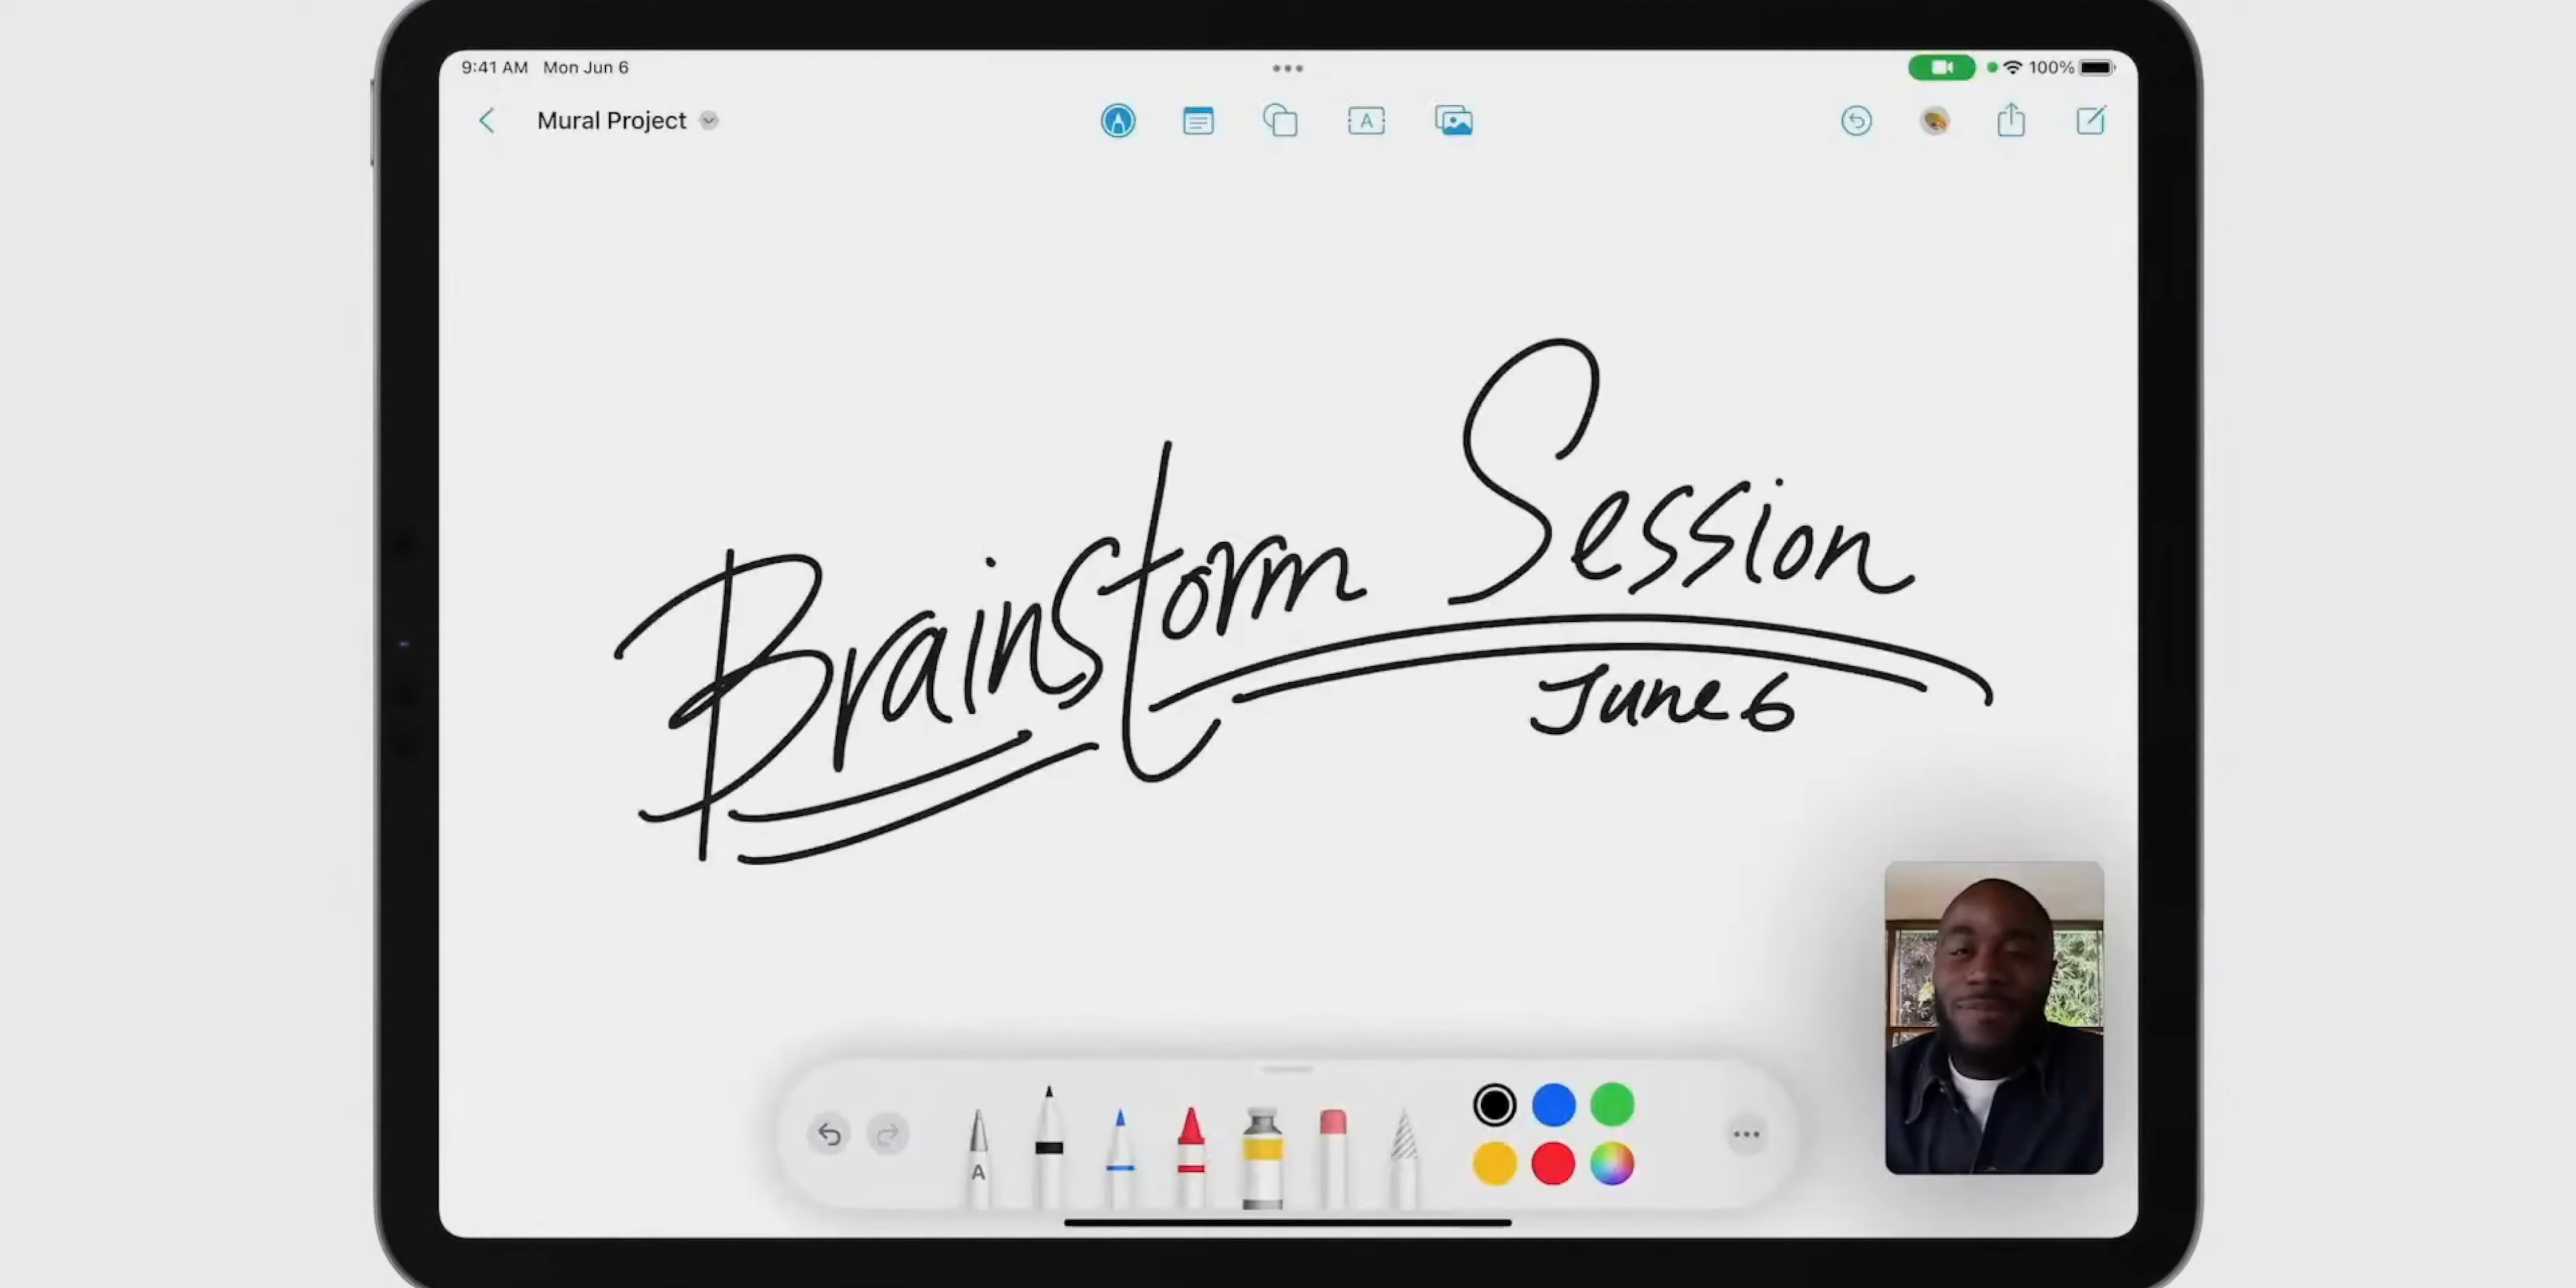 9:41 AM Mon Jun 6
100%
Mural Project
A
Brainstorm Session
June 6
A